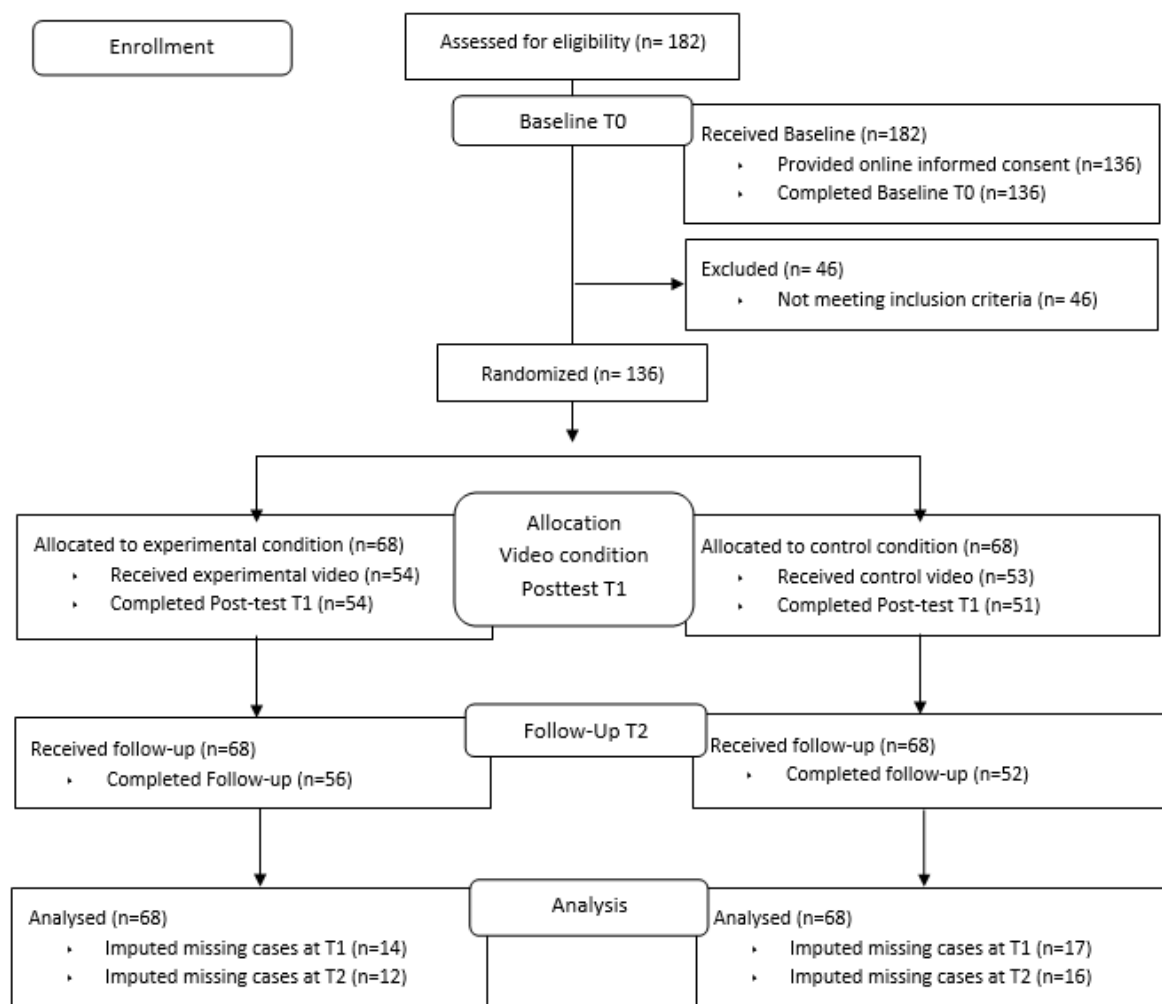 Enrollment
Assessed for eligibility (n= 182)
Baseline T0
Received Baseline (n=182)
‣ Provided online informed consent (n=136)
‣ Completed Baseline T0 (n=136)
Excluded (n= 46)
‣ Not meeting inclusion criteria (n= 46)
Randomized (n= 136)
Allocation
Video condition
Posttest T1
Allocated to experimental condition (n=68)
‣ Received experimental video (n=54)
‣ Completed Post-test T1 (n=54)
Allocated to control condition (n=68)
‣ Received control video (n=53)
‣ Completed Post-test T1 (n=51)
Follow-Up T2
Received follow-up (n=68)
‣ Completed Follow-up (n=56)
Received follow-up (n=68)
‣ Completed follow-up (n=52)
Analysis
Analysed (n=68)
‣ Imputed missing cases at T1 (n=14)
‣ Imputed missing cases at T2 (n=12)
Analysed (n=68)
‣ Imputed missing cases at T1 (n=17)
‣ Imputed missing cases at T2 (n=16)